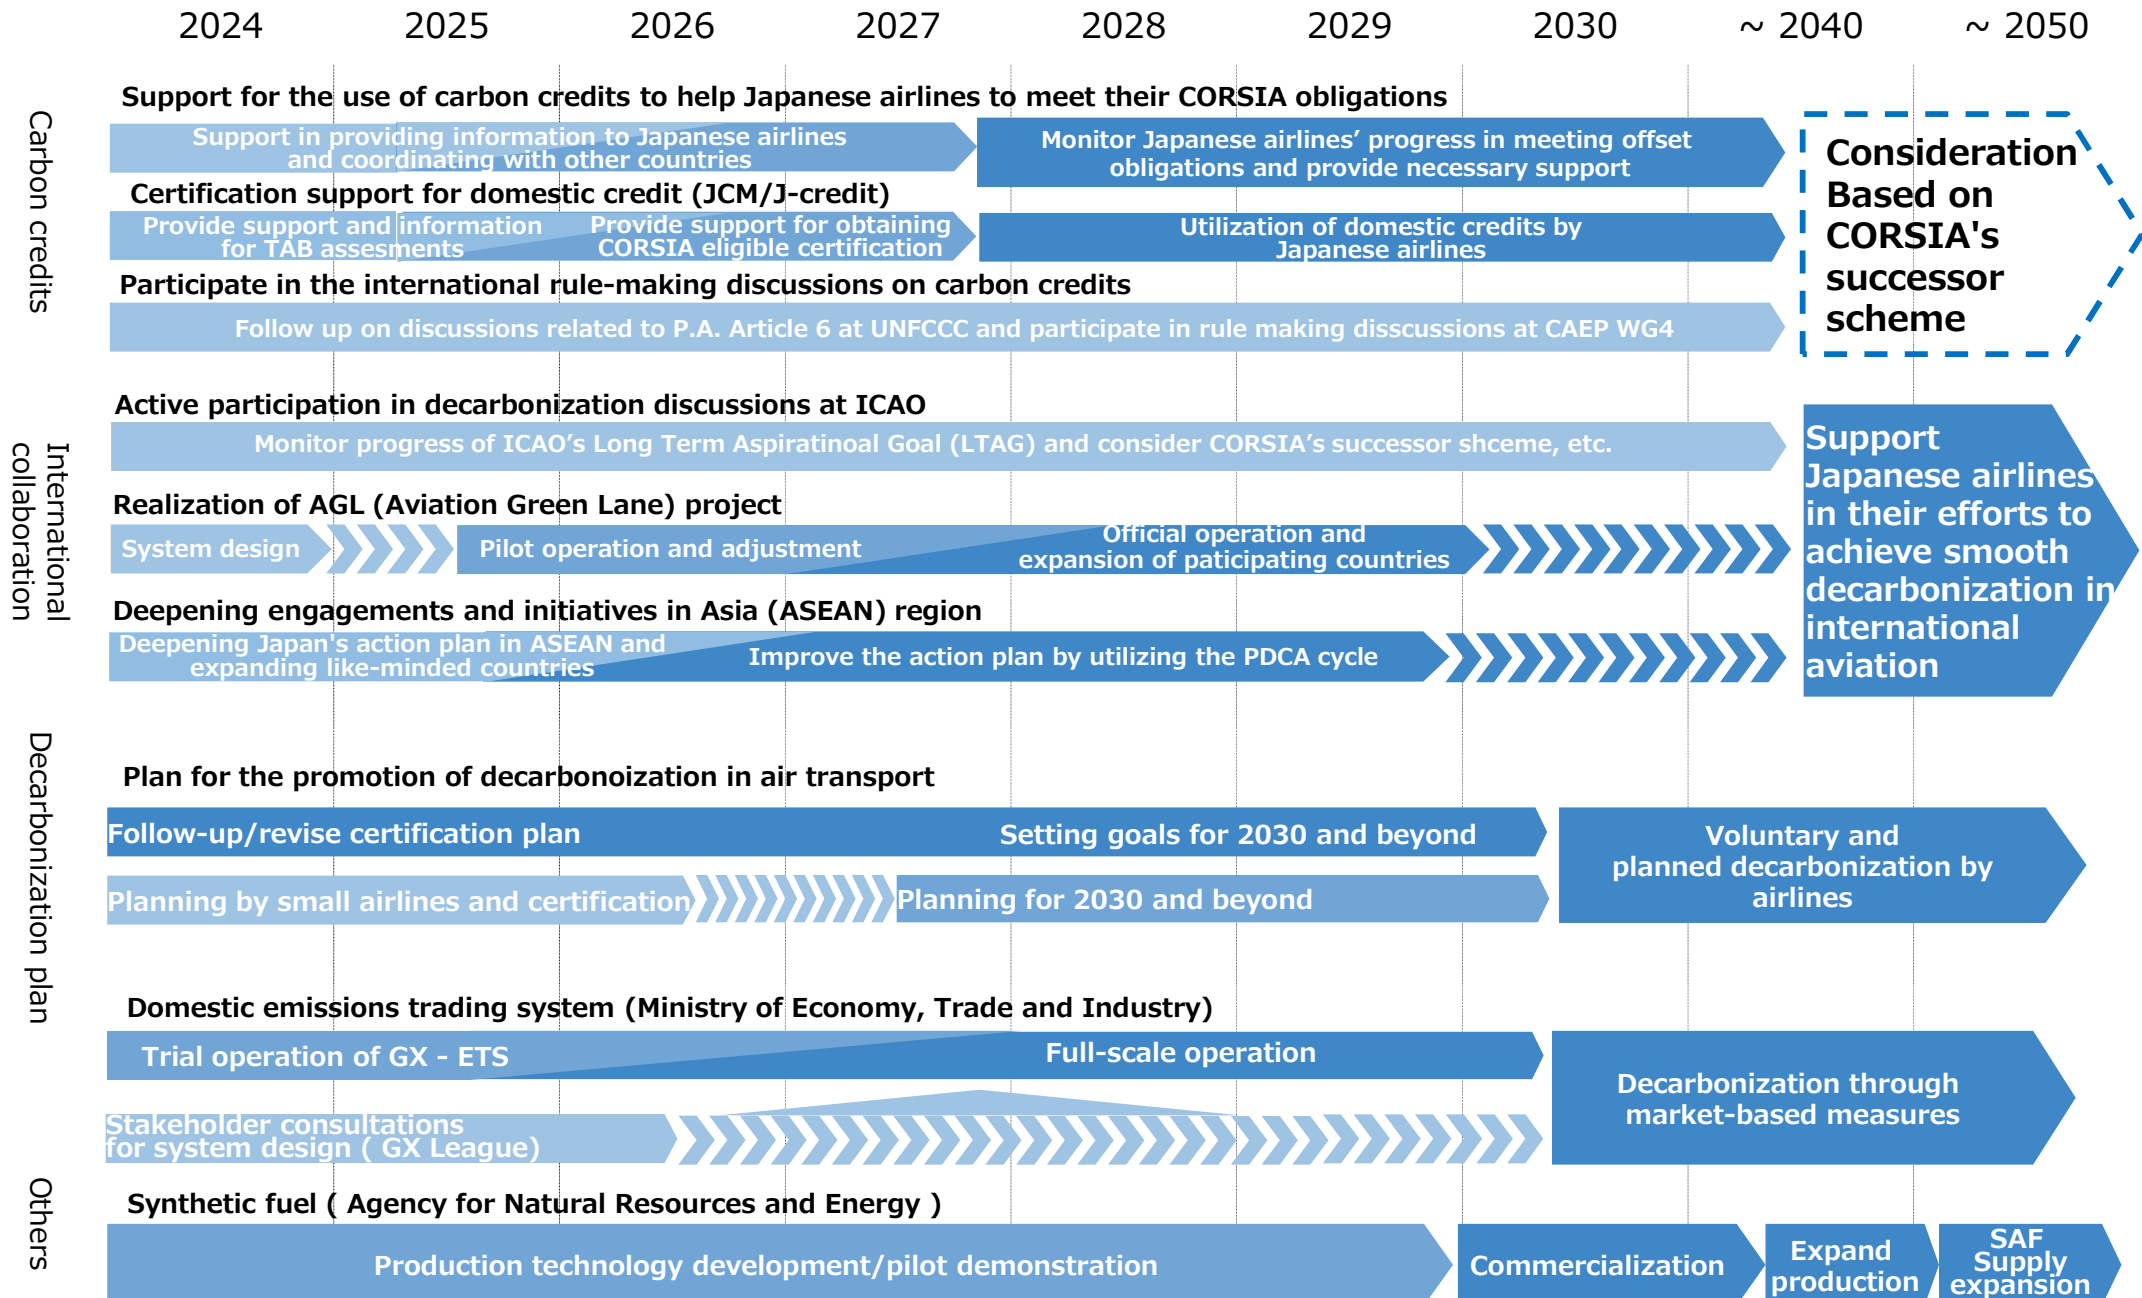 2024 2025 2026 2027 2028 2029 2030 ~ 2040 ~ 2050
Carbon credits
Support for the use of carbon credits to help Japanese airlines to meet their CORSIA obligations
Support in providing information to Japanese airlines
and coordinating with other countries
Monitor Japanese airlines’ progress in meeting offset
obligations and provide necessary support
Certification support for domestic credit (JCM/J-credit)
Provide support and information
for TAB assesments
Provide support for obtaining
CORSIA eligible certification
Utilization of domestic credits by
Japanese airlines
Participate in the international rule-making discussions on carbon credits
Follow up on discussions related to P.A. Article 6 at UNFCCC and participate in rule making disscussions at CAEP WG4
Consideration
Based on
CORSIA's
successor
scheme
International
collaboration
Active participation in decarbonization discussions at ICAO
Monitor progress of ICAO’s Long Term Aspiratinoal Goal (LTAG) and consider CORSIA’s successor shceme, etc.
Realization of AGL (Aviation Green Lane) project
System design
Pilot operation and adjustment
Official operation and
expansion of paticipating countries
Deepening engagements and initiatives in Asia (ASEAN) region
Deepening Japan's action plan in ASEAN and
expanding like-minded countries
Improve the action plan by utilizing the PDCA cycle
Support
Japanese airlines
in their efforts to
achieve smooth
decarbonization in
international
aviation
Decarbonization plan
Plan for the promotion of decarbonoization in air transport
Follow-up/revise certification plan
Setting goals for 2030 and beyond
Planning by small airlines and certification
Planning for 2030 and beyond
Voluntary and
planned decarbonization by
airlines
Others
Domestic emissions trading system (Ministry of Economy, Trade and Industry)
Trial operation of GX - ETS
Full-scale operation
Stakeholder consultations
for system design ( GX League)
Decarbonization through
market-based measures
Synthetic fuel ( Agency for Natural Resources and Energy )
Production technology development/pilot demonstration
Commercialization
Expand
production
SAF
Supply
expansion